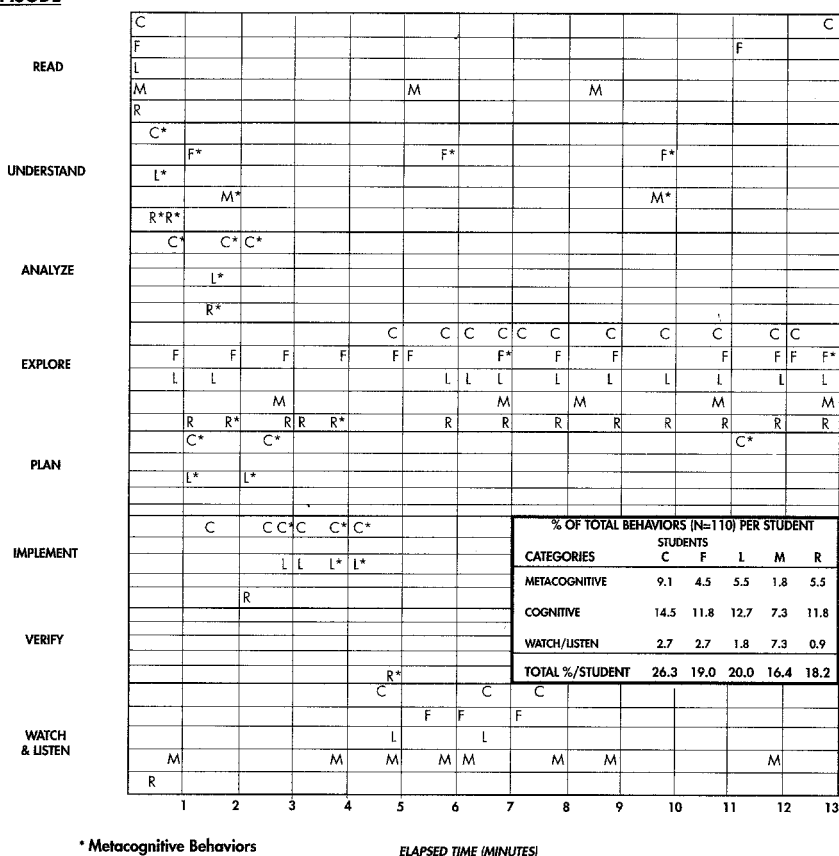 C C
F F
READ
L
M M M
R
C*
F* F* F*
UNDERSTAND
L*
M* M*
R*R*
C* C* C*
ANALYZE
L*
R*
C C C C C C C C C C C
EXPLORE
F F F F F F F* F F F F F F*
L L L L L L L L L L L
M M M M M
R R* R R R* R R R R R R R R
C* C* C*
PLAN
L* L*
C C C* C C* C*
IMPLEMENT
L L L* L*
R
VERIFY
R*
C C C
WATCH
& LISTEN
F F F
L L
M M M M M M M M
R
% OF TOTAL BEHAVIORS (N=110) PER STUDENT
STUDENTS
CATEGORIES C F L M R
METACOGNITIVE 9.1 4.5 5.5 1.8 5.5
COGNITIVE 14.5 11.8 12.7 7.3 11.8
WATCH/LISTEN 2.7 2.7 1.8 7.3 0.9
TOTAL %/STUDENT 26.3 19.0 20.0 16.4 18.2
1 2 3 4 5 6 7 8 9 10 11 12 13
* Metacognitive Behaviors
ELAPSED TIME (MINUTES)